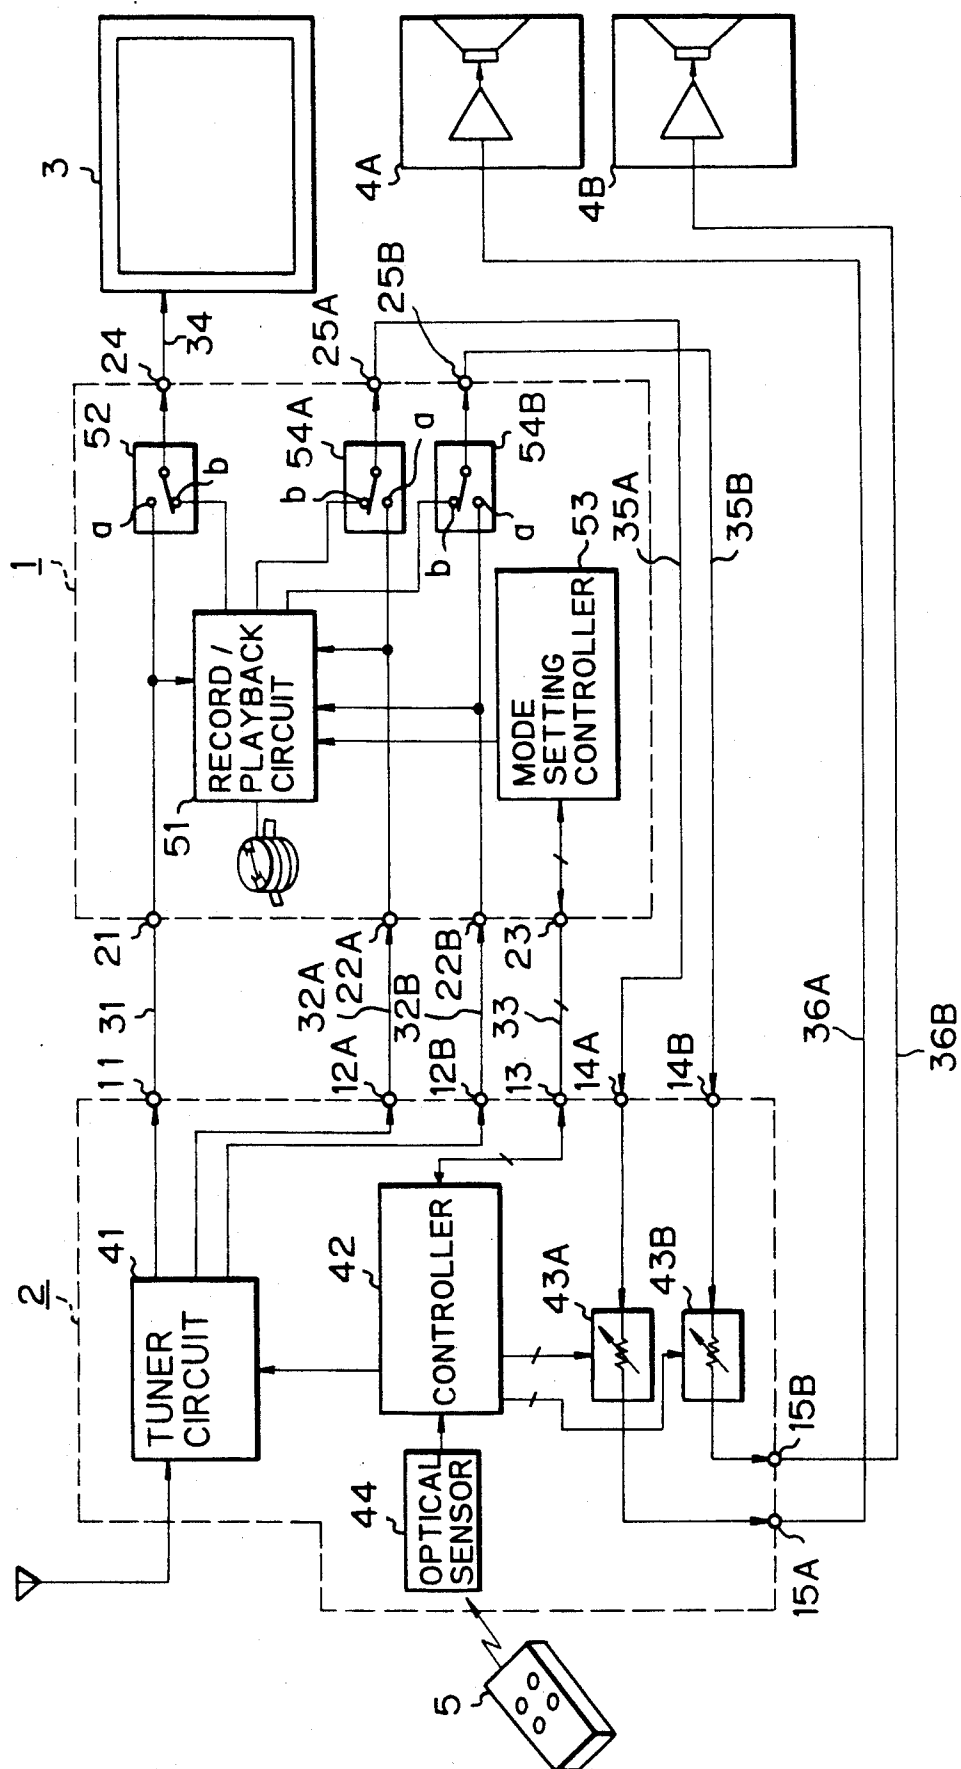 3
34
24
52
a
b
1
4A
4B
25A
25B
54A
b
a
54B
b
a
53
35A
35B
RECORD /
PLAYBACK
CIRCUIT
51
MODE
SETTING
CONTROLLER
21
31
11
22A
32A
12A
22B
32B
12B
23
33
13
14A
14B
36A
36B
2
41
TUNER
CIRCUIT
42
CONTROLLER
43A
43B
44
OPTICAL
SENSOR
15B
15A
5